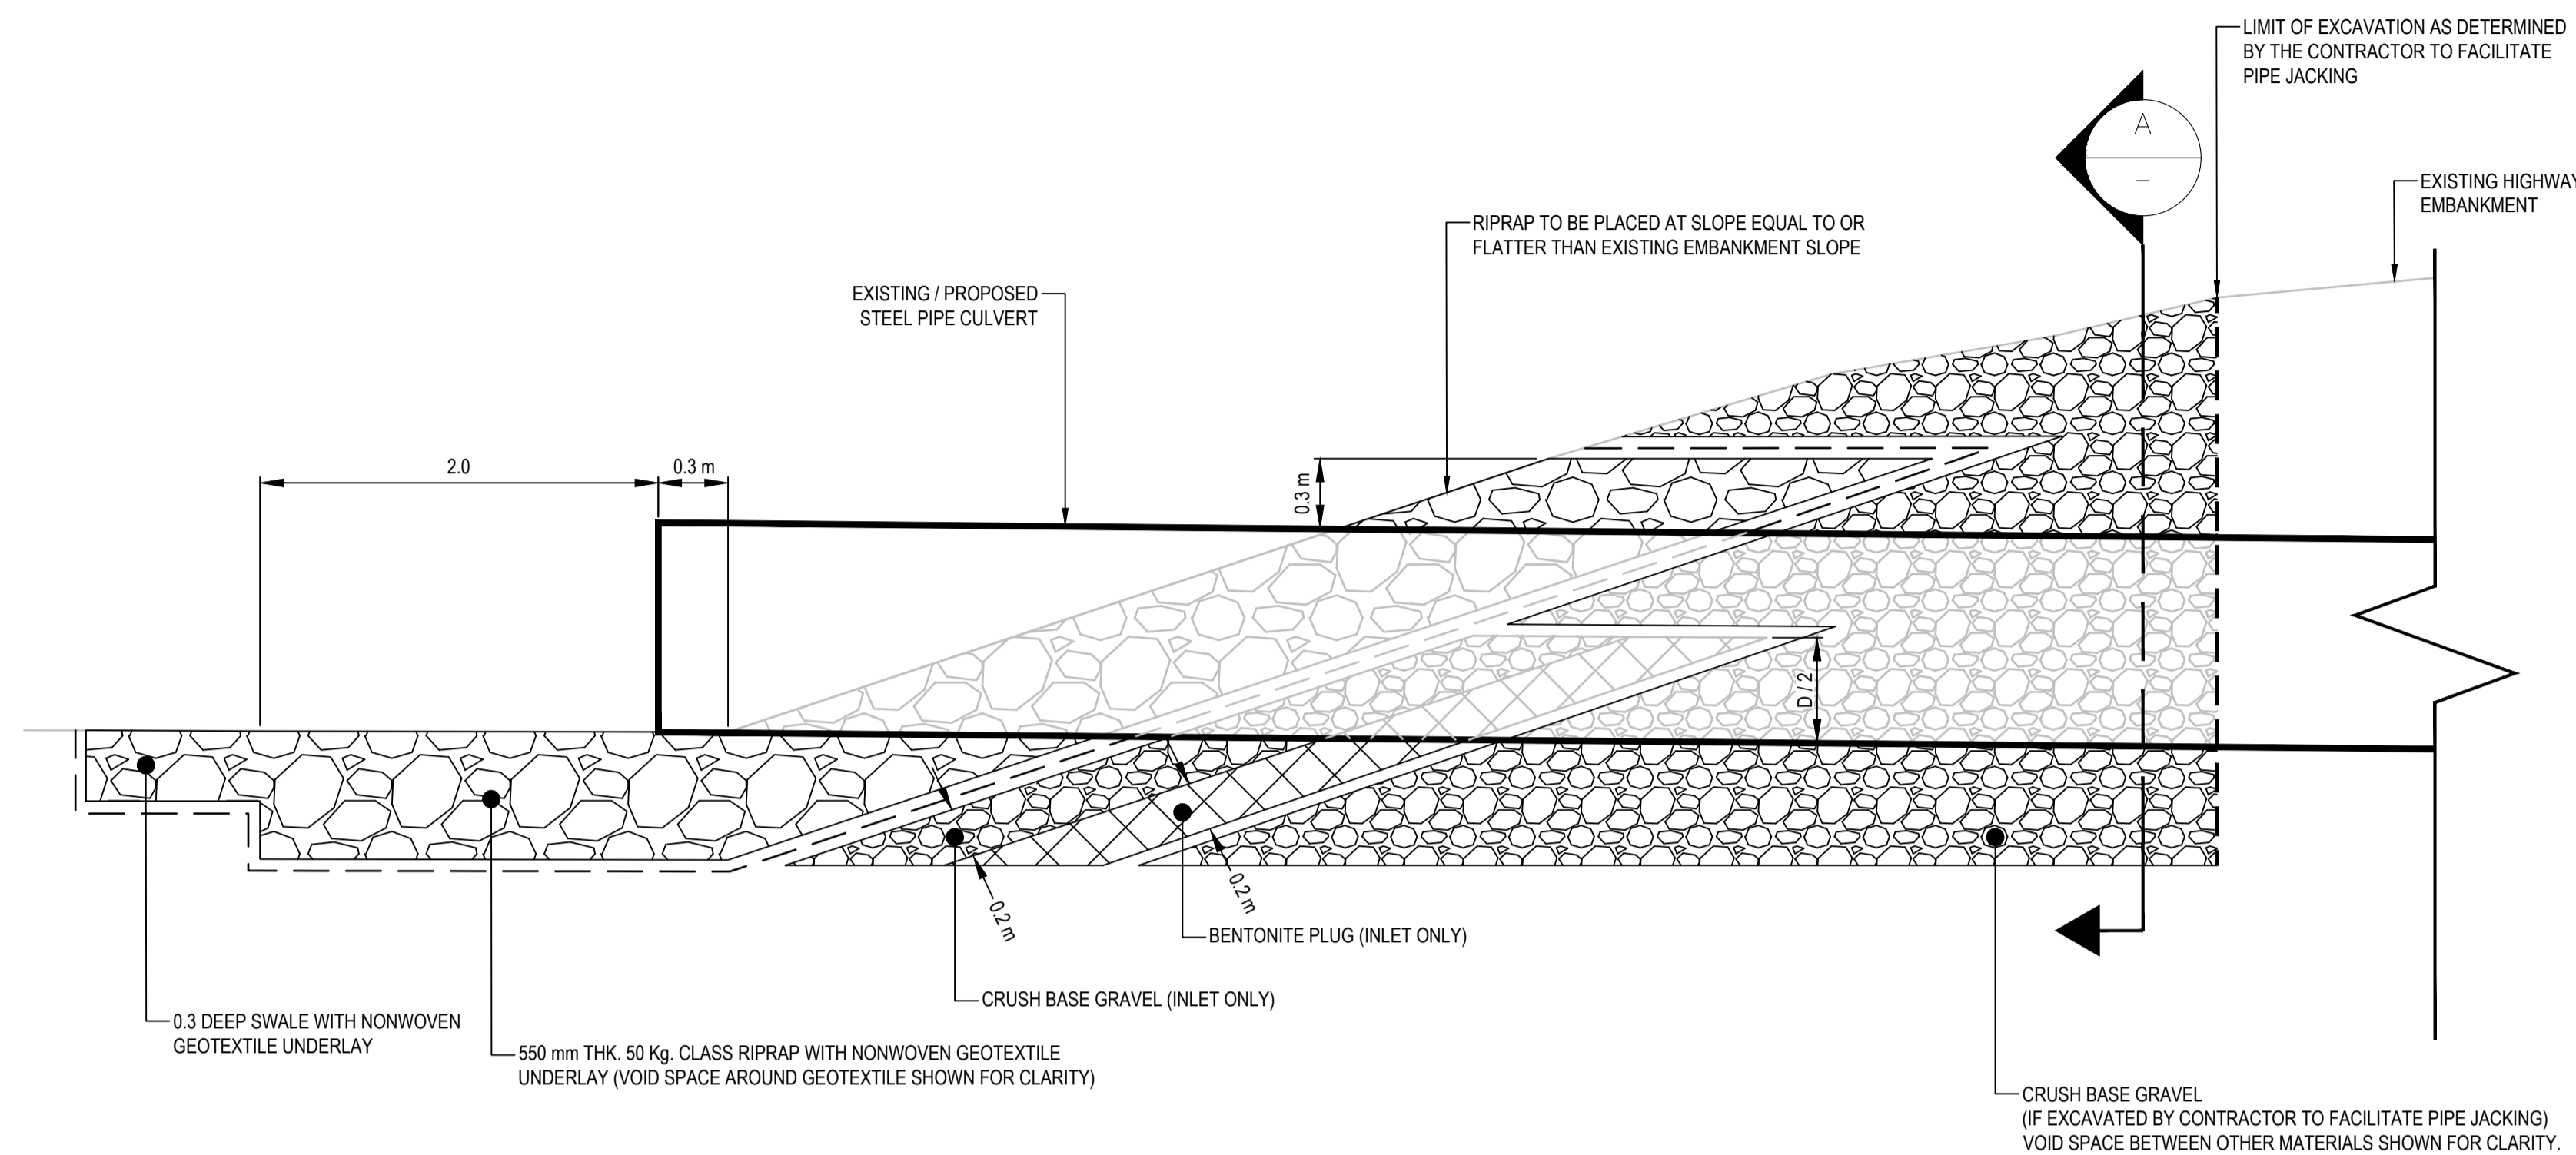 LIMIT OF EXCAVATION AS DETERMINED
BY THE CONTRACTOR TO FACILITATE
PIPE JACKING
A
-
EXISTING HIGHWAY
EMBANKMENT
RIPRAP TO BE PLACED AT SLOPE EQUAL TO OR
FLATTER THAN EXISTING EMBANKMENT SLOPE
EXISTING / PROPOSED
STEEL PIPE CULVERT
2.0
0.3 m
0.3 m
D / 2
0.2 m
0.2 m
BENTONITE PLUG (INLET ONLY)
CRUSH BASE GRAVEL (INLET ONLY)
0.3 DEEP SWALE WITH NONWOVEN
GEOTEXTILE UNDERLAY
550 mm THK. 50 Kg. CLASS RIPRAP WITH NONWOVEN GEOTEXTILE
UNDERLAY (VOID SPACE AROUND GEOTEXTILE SHOWN FOR CLARITY)
CRUSH BASE GRAVEL
(IF EXCAVATED BY CONTRACTOR TO FACILITATE PIPE JACKING)
VOID SPACE BETWEEN OTHER MATERIALS SHOWN FOR CLARITY.